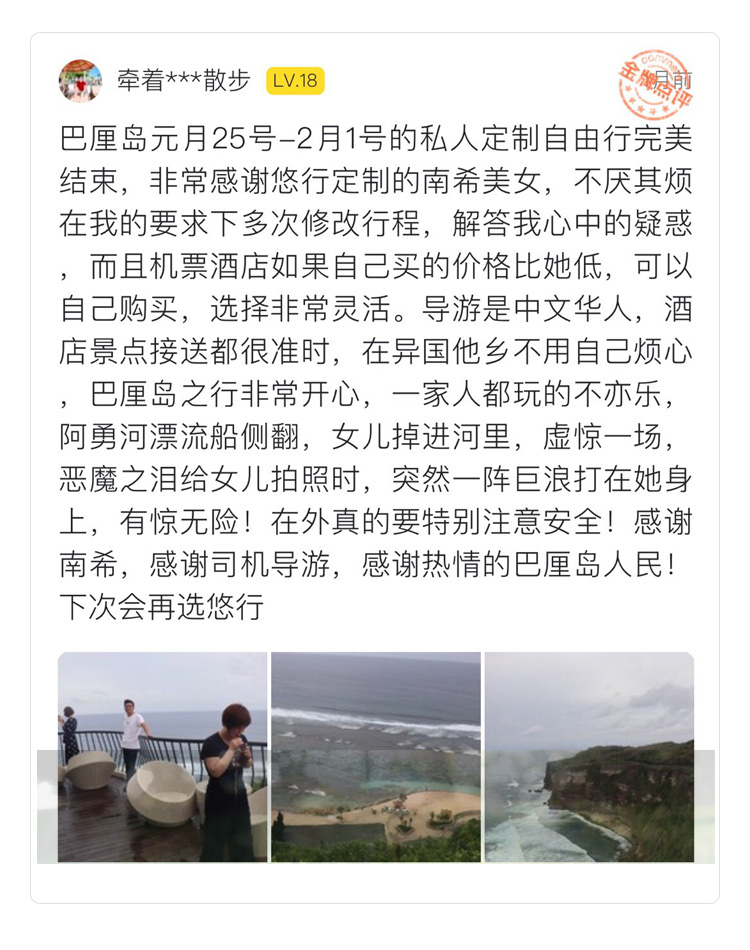 牵着***散步
LV.18
月前
金牌点评
巴厘岛元月25号–2月1号的私人定制自由行完美
结束，非常感谢悠行定制的南希美女，不厌其烦
在我的要求下多次修改行程，解答我心中的疑惑
，而且机票酒店如果自己买的价格比她低，可以
自己购买，选择非常灵活。导游是中文华人，酒
店景点接送都很准时，在异国他乡不用自己烦心
，巴厘岛之行非常开心，一家人都玩的不亦乐，
阿勇河漂流船侧翻，女儿掉进河里，虚惊一场，
恶魔之泪给女儿拍照时，突然一阵巨浪打在她身
上，有惊无险！在外真的要特别注意安全！感谢
南希，感谢司机导游，感谢热情的巴厘岛人民！
下次会再选悠行